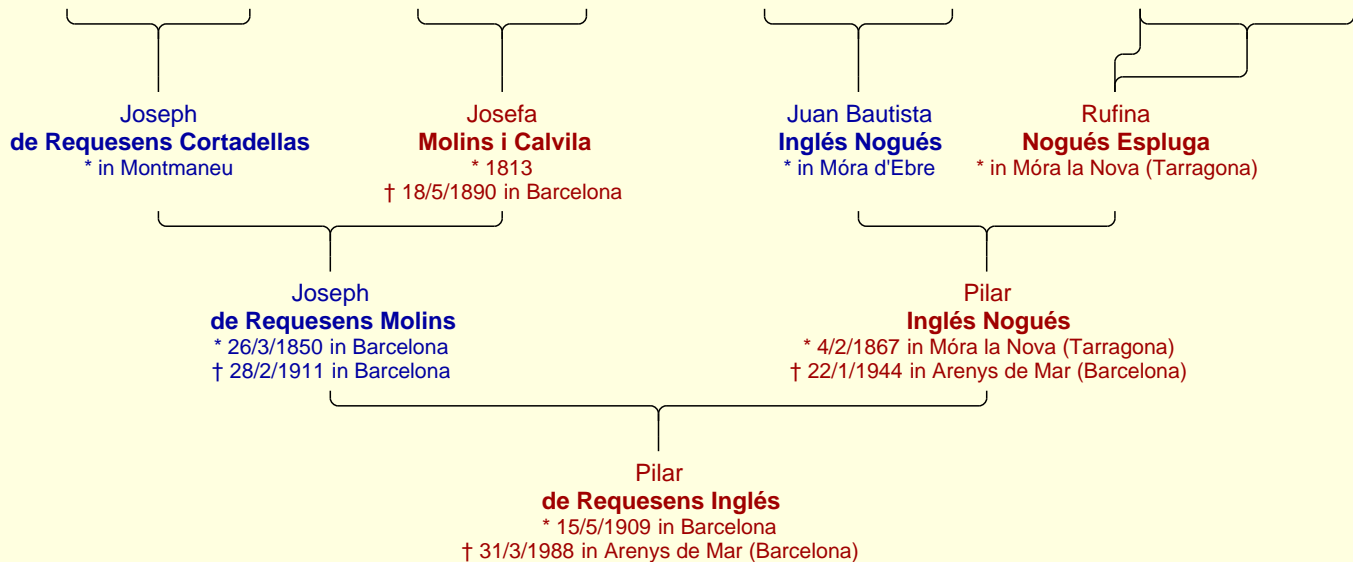 Joseph
de Requesens Cortadellas
* in Montmaneu
Josefa
Molins i Calvila
* 1813
† 18/5/1890 in Barcelona
Juan Bautista
Inglés Nogués
* in Móra d'Ebre
Rufina
Nogués Espluga
* in Móra la Nova (Tarragona)
Joseph
de Requesens Molins
* 26/3/1850 in Barcelona
† 28/2/1911 in Barcelona
Pilar
Inglés Nogués
* 4/2/1867 in Móra la Nova (Tarragona)
† 22/1/1944 in Arenys de Mar (Barcelona)
Pilar
de Requesens Inglés
* 15/5/1909 in Barcelona
† 31/3/1988 in Arenys de Mar (Barcelona)